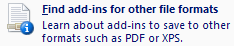 Find add-ins for other file formats
Learn about add-ins to save to other
formats such as PDF or XPS.